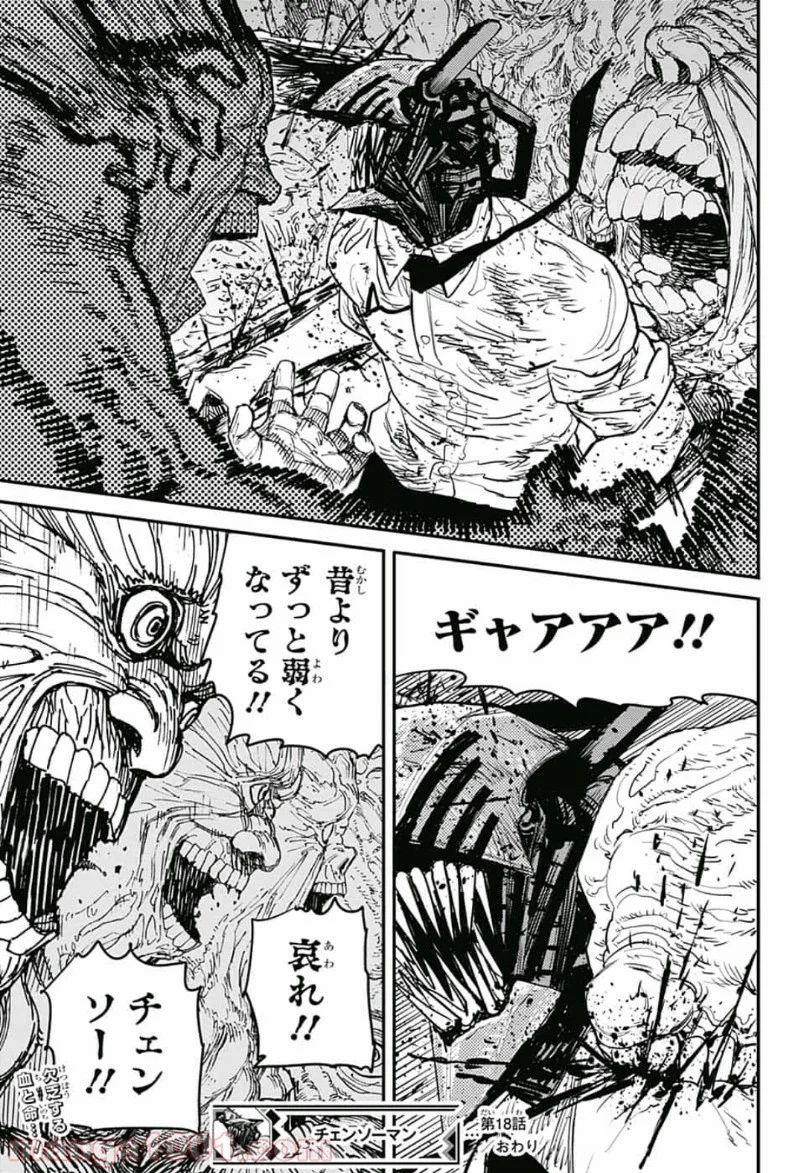 ギャアアア!!
昔より
ずっと弱く
なってる!!
哀れ!!
チェン
ソー!!
欠乏する
血と命…
チェンソーマン
第18話
おわり